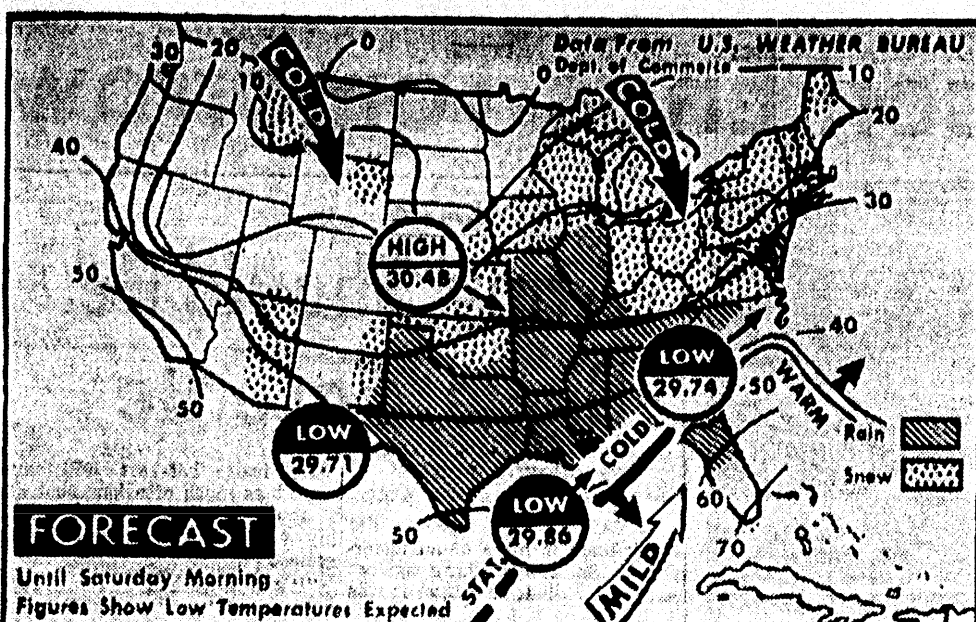 Data From U.S. WEATHER BUREAU
Dept. of Commerce
30
20
10
0
0
10
20
30
40
40
50
50
50
50
60
70
COLD
COLD
HIGH
30.48
LOW
29.74
LOW
29.71
LOW
29.86
COLD
WARM
MILD
STAT.
Rain
Snow
FORECAST
Until Saturday Morning
Figures Show Low Temperatures Expected